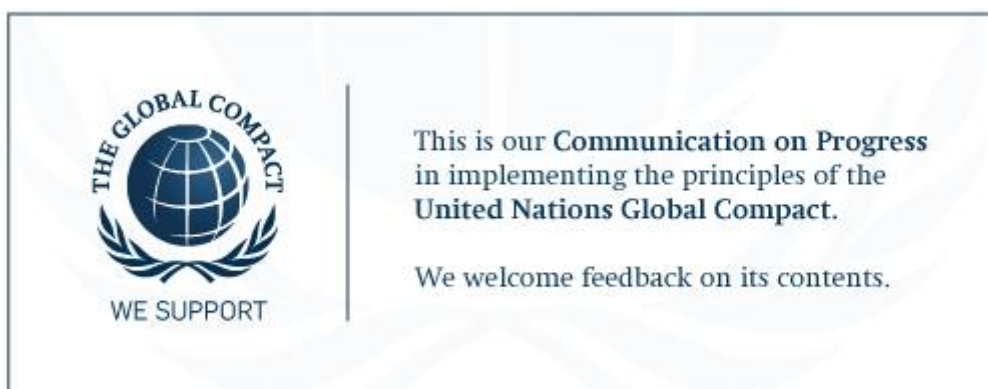 THE GLOBAL COMPACT
WE SUPPORT
This is our Communication on Progress
in implementing the principles of the
United Nations Global Compact.
We welcome feedback on its contents.